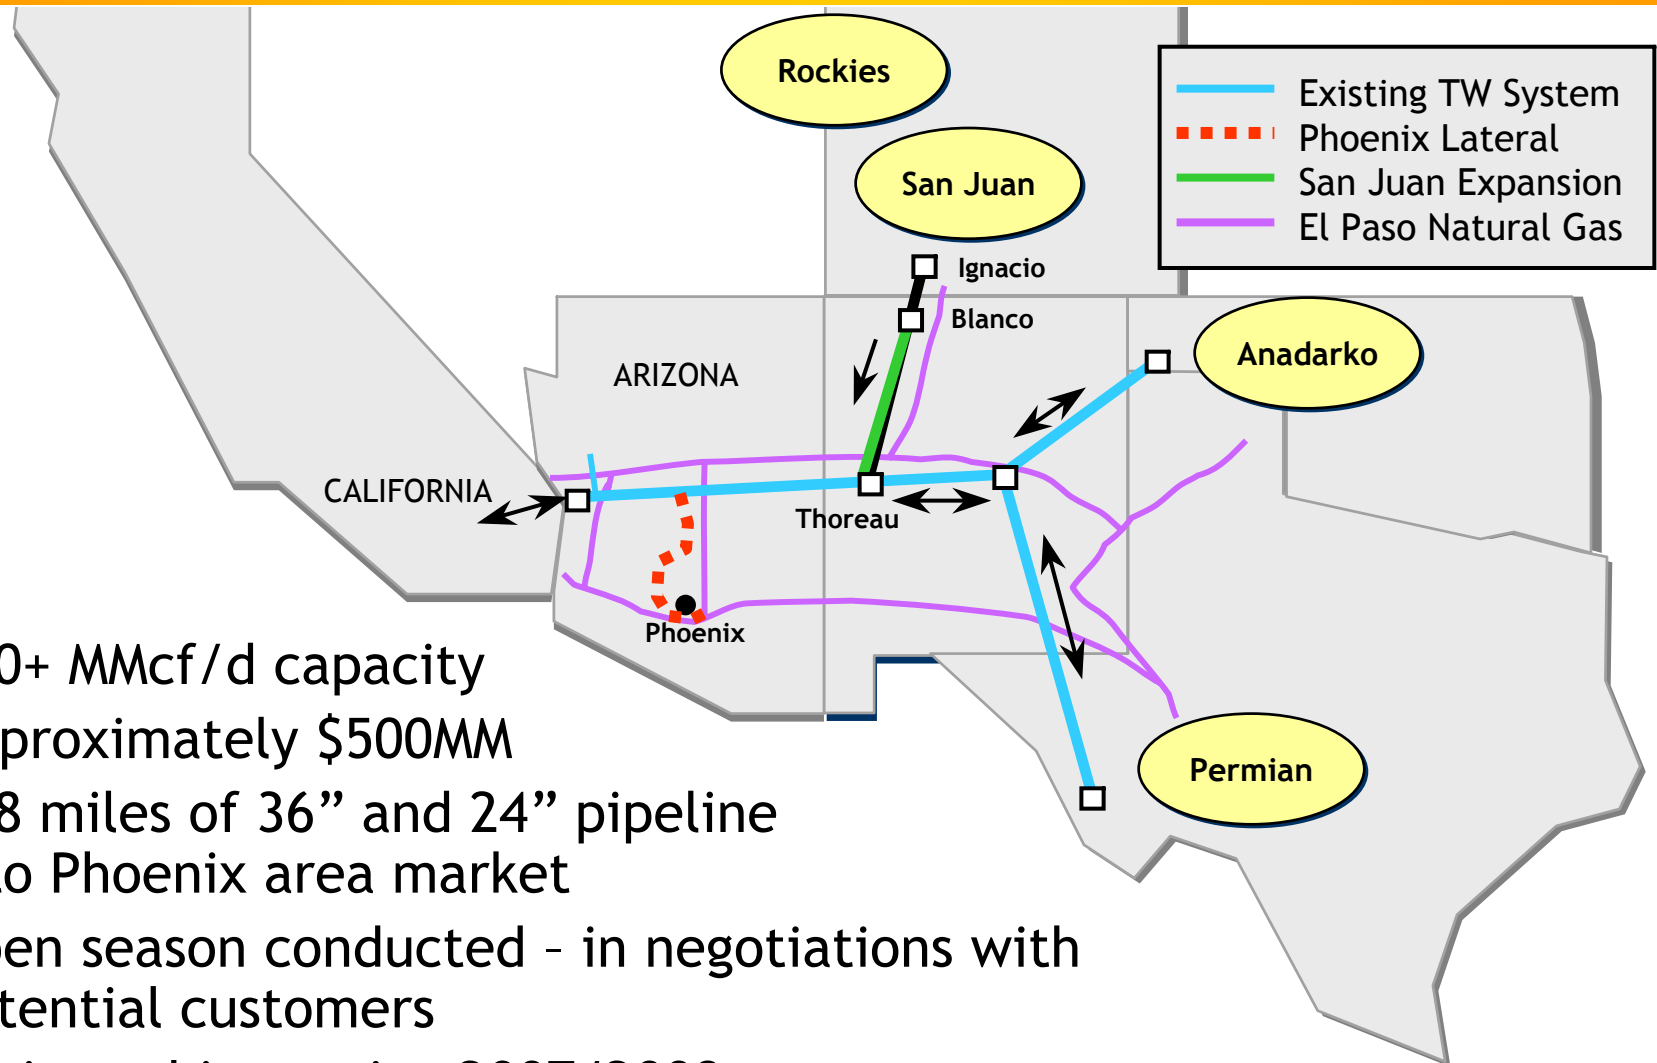 Rockies
San Juan
Existing TW System
Phoenix Lateral
San Juan Expansion
El Paso Natural Gas
Ignacio
Blanco
Anadarko
ARIZONA
CALIFORNIA
Thoreau
Phoenix
Permian
0+ MMcf/d capacity
proximately $500MM
8 miles of 36” and 24” pipeline
to Phoenix area market
en season conducted – in negotiations with
tential customers